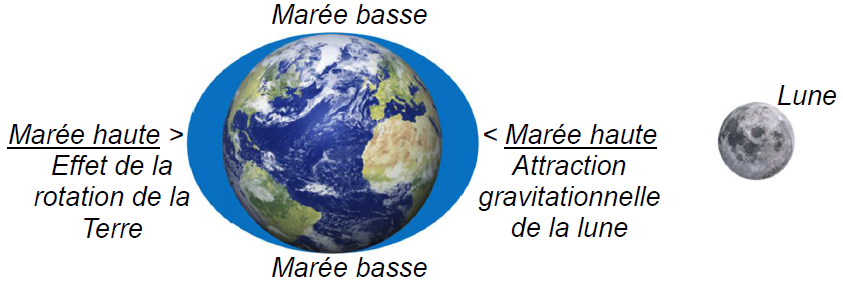 Marée basse
Marée haute >
Effet de la
rotation de la
Terre
< Marée haute
Attraction
gravitationnelle
de la lune
Lune
Marée basse